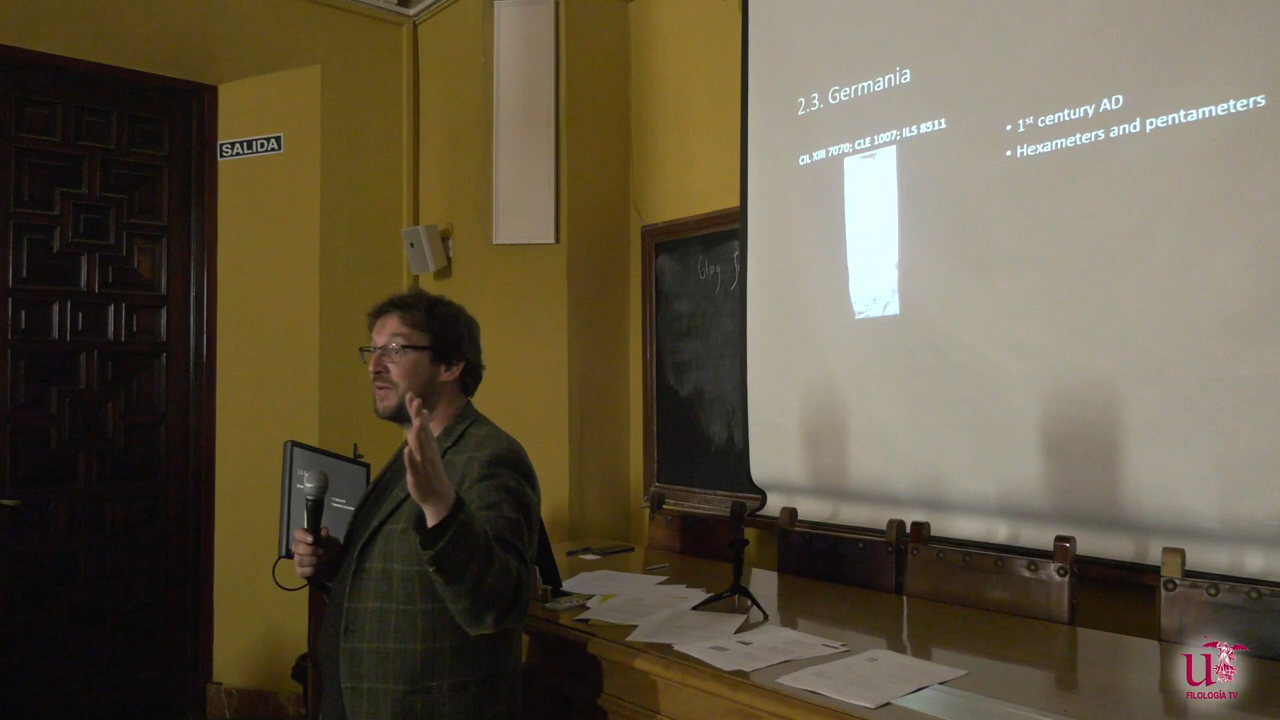 SALIDA
2.3. Germania
CIL XIII 7070; CLE 1007; ILS 8511
• 1st century AD
• Hexameters and pentameters
u
FILOLOGÍA TV